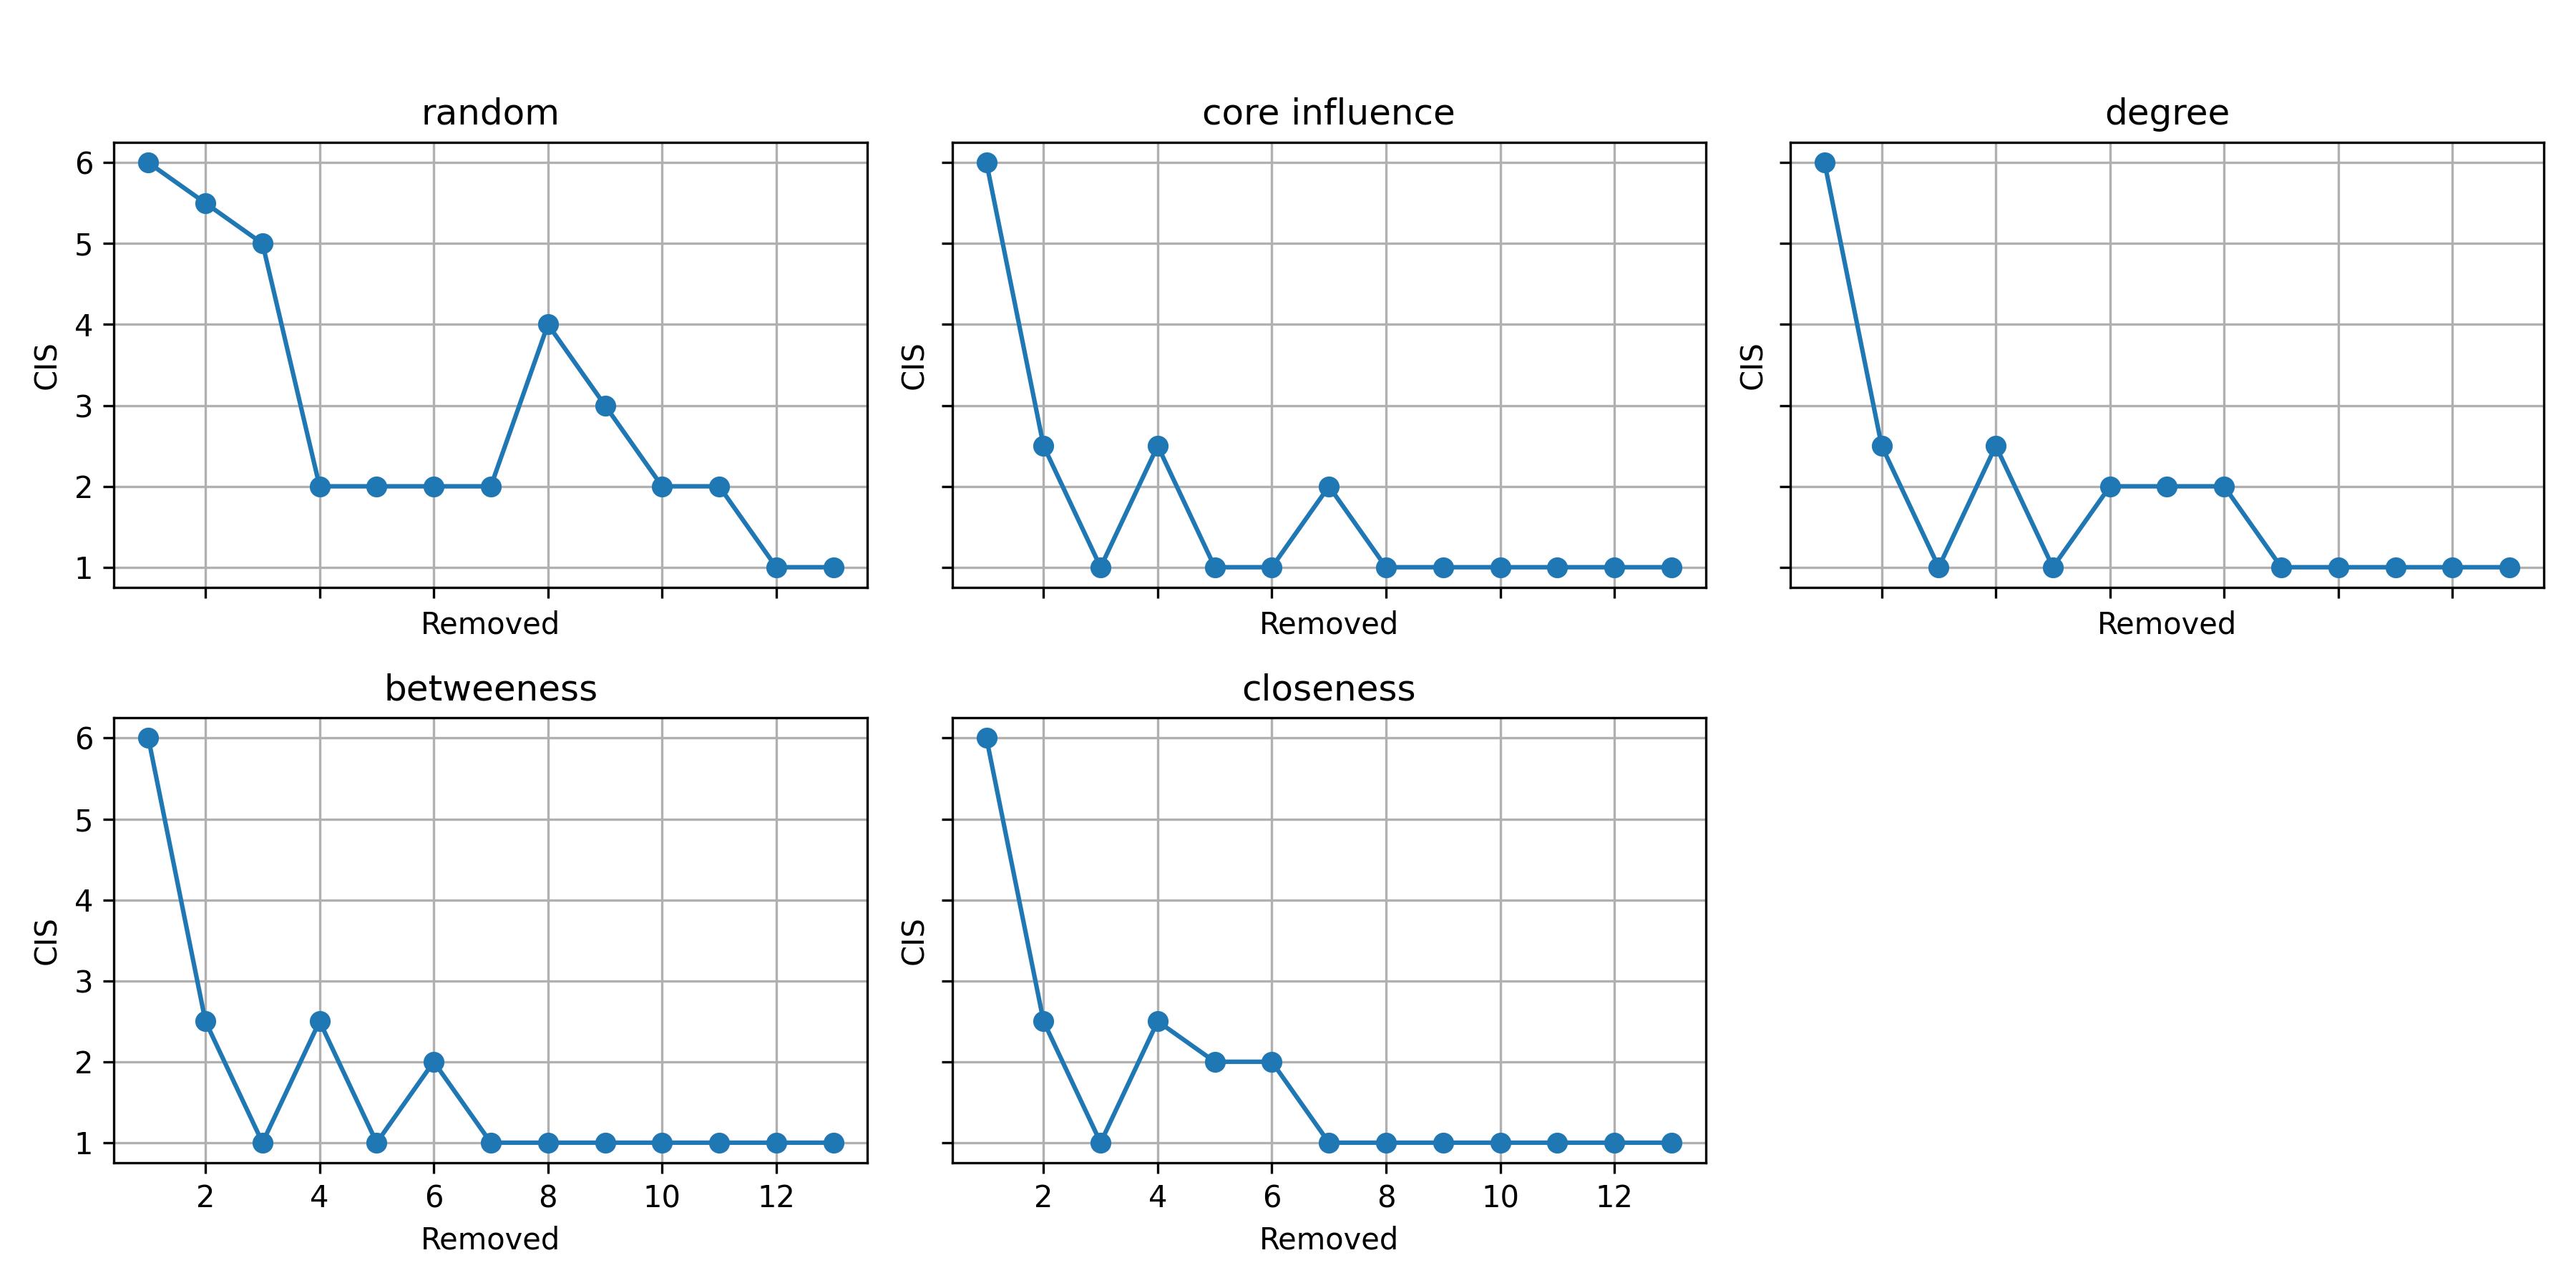 random
core influence
degree
6
5
4
3
2
1
CIS
CIS
CIS
Removed
Removed
Removed
betweeness
closeness
6
5
4
3
2
1
CIS
CIS
2 4 6 8 10 12
2 4 6 8 10 12
Removed
Removed